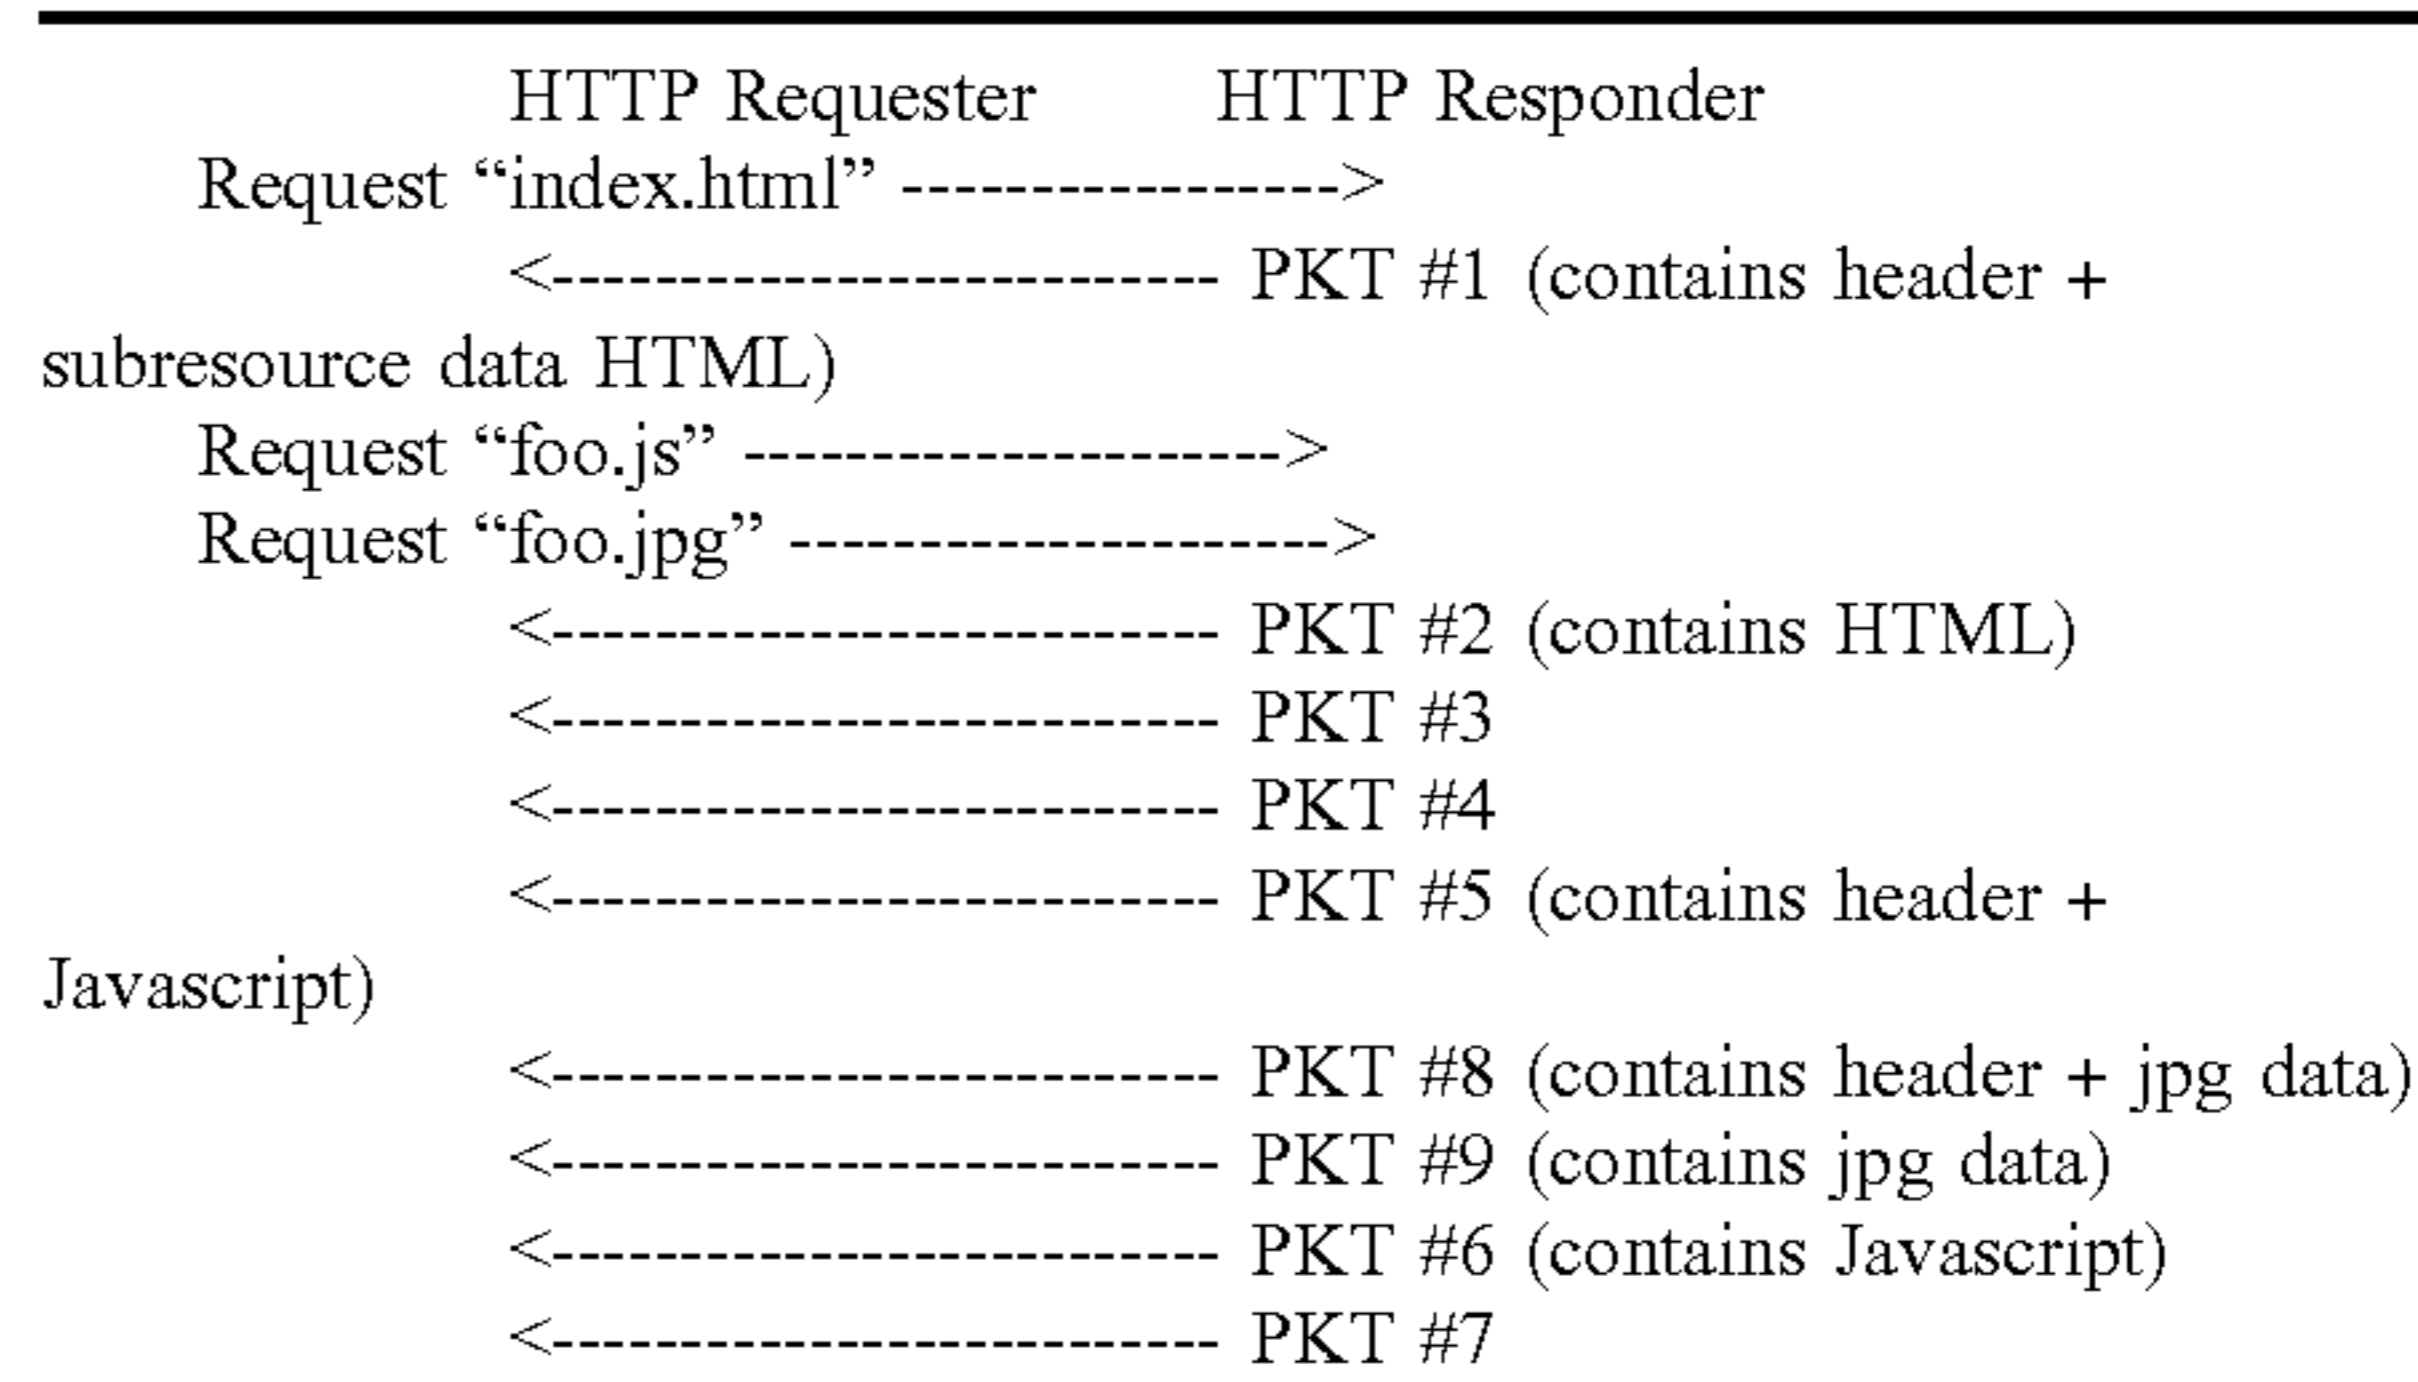 HTTP Requester HTTP Responder
Request “index.html” ----------------->
<-------------------------- PKT #1 (contains header +
subresource data HTML)
Request “foo.js” --------------------->
Request “foo.jpg” --------------------->
<-------------------------- PKT #2 (contains HTML)
<-------------------------- PKT #3
<-------------------------- PKT #4
<-------------------------- PKT #5 (contains header +
Javascript)
<-------------------------- PKT #8 (contains header + jpg data)
<-------------------------- PKT #9 (contains jpg data)
<-------------------------- PKT #6 (contains Javascript)
<-------------------------- PKT #7